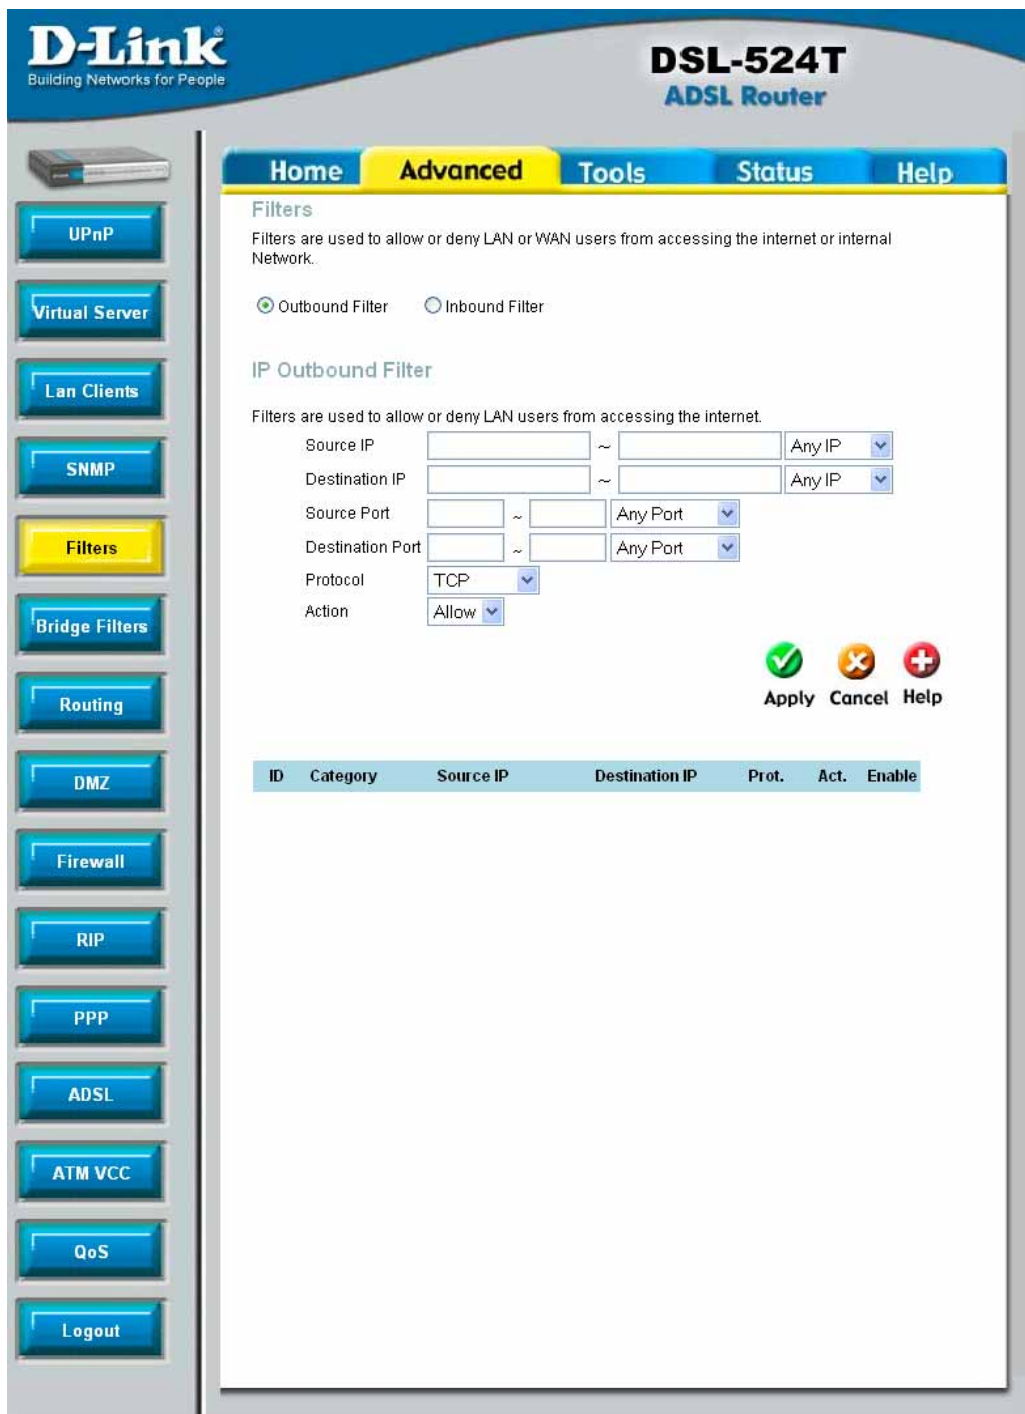 D-Link
Building Networks for People
DSL-524T
ADSL Router
Home Advanced Tools Status Help
UPnP
Virtual Server
Lan Clients
SNMP
Filters
Bridge Filters
Routing
DMZ
Firewall
RIP
PPP
ADSL
ATM VCC
QoS
Logout
Filters
Filters are used to allow or deny LAN or WAN users from accessing the internet or internal
Network.
Outbound Filter Inbound Filter
IP Outbound Filter
Filters are used to allow or deny LAN users from accessing the internet.
Source IP ~ Any IP
Destination IP ~ Any IP
Source Port ~ Any Port
Destination Port ~ Any Port
Protocol TCP
Action Allow
Apply Cancel Help
ID Category Source IP Destination IP Prot. Act. Enable